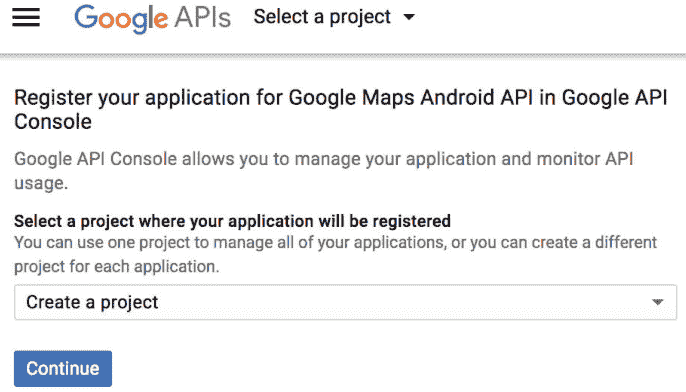 Google APIs Select a project
Register your application for Google Maps Android API in Google API
Console
Google API Console allows you to manage your application and monitor API
usage.
Select a project where your application will be registered
You can use one project to manage all of your applications, or you can create a different
project for each application.
Create a project
Continue